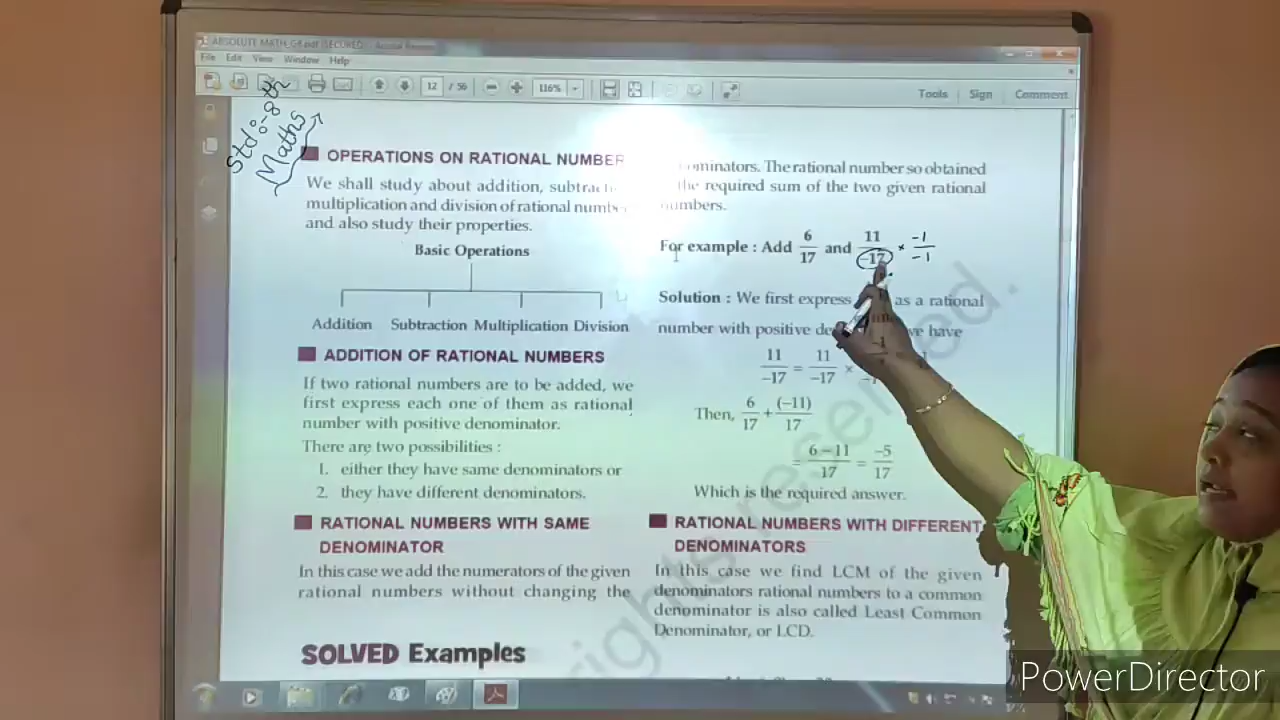 ABSOLUTE MATH_G8.pdf (SECURED) - Adobe Reader
File Edit View Window Help
12 / 56 116% Tools Sign Comment
Std:-8th
Maths
OPERATIONS ON RATIONAL NUMBER
We shall study about addition, subtracti
multiplication and division of rational numbe
and also study their properties.
Basic Operations
Addition Subtraction Multiplication Division
ADDITION OF RATIONAL NUMBERS
If two rational numbers are to be added, we
first express each one of them as rational
number with positive denominator.
There are two possibilities :
1. either they have same denominators or
2. they have different denominators.
RATIONAL NUMBERS WITH SAME
DENOMINATOR
In this case we add the numerators of the given
rational numbers without changing the
SOLVED Examples
ominators. The rational number so obtained
the required sum of the two given rational
numbers.
For example : Add 6/17 and 11/-17 × -1/-1
Solution : We first express as a rational
number with positive de ve have
11/-17 = 11/-17 ×
Then, 6/17 + (-11)/17
= 6-11/17 = -5/17
Which is the required answer.
RATIONAL NUMBERS WITH DIFFERENT
DENOMINATORS
In this case we find LCM of the given
denominators rational numbers to a common
denominator is also called Least Common
Denominator, or LCD.
rights reserved.
PowerDirector